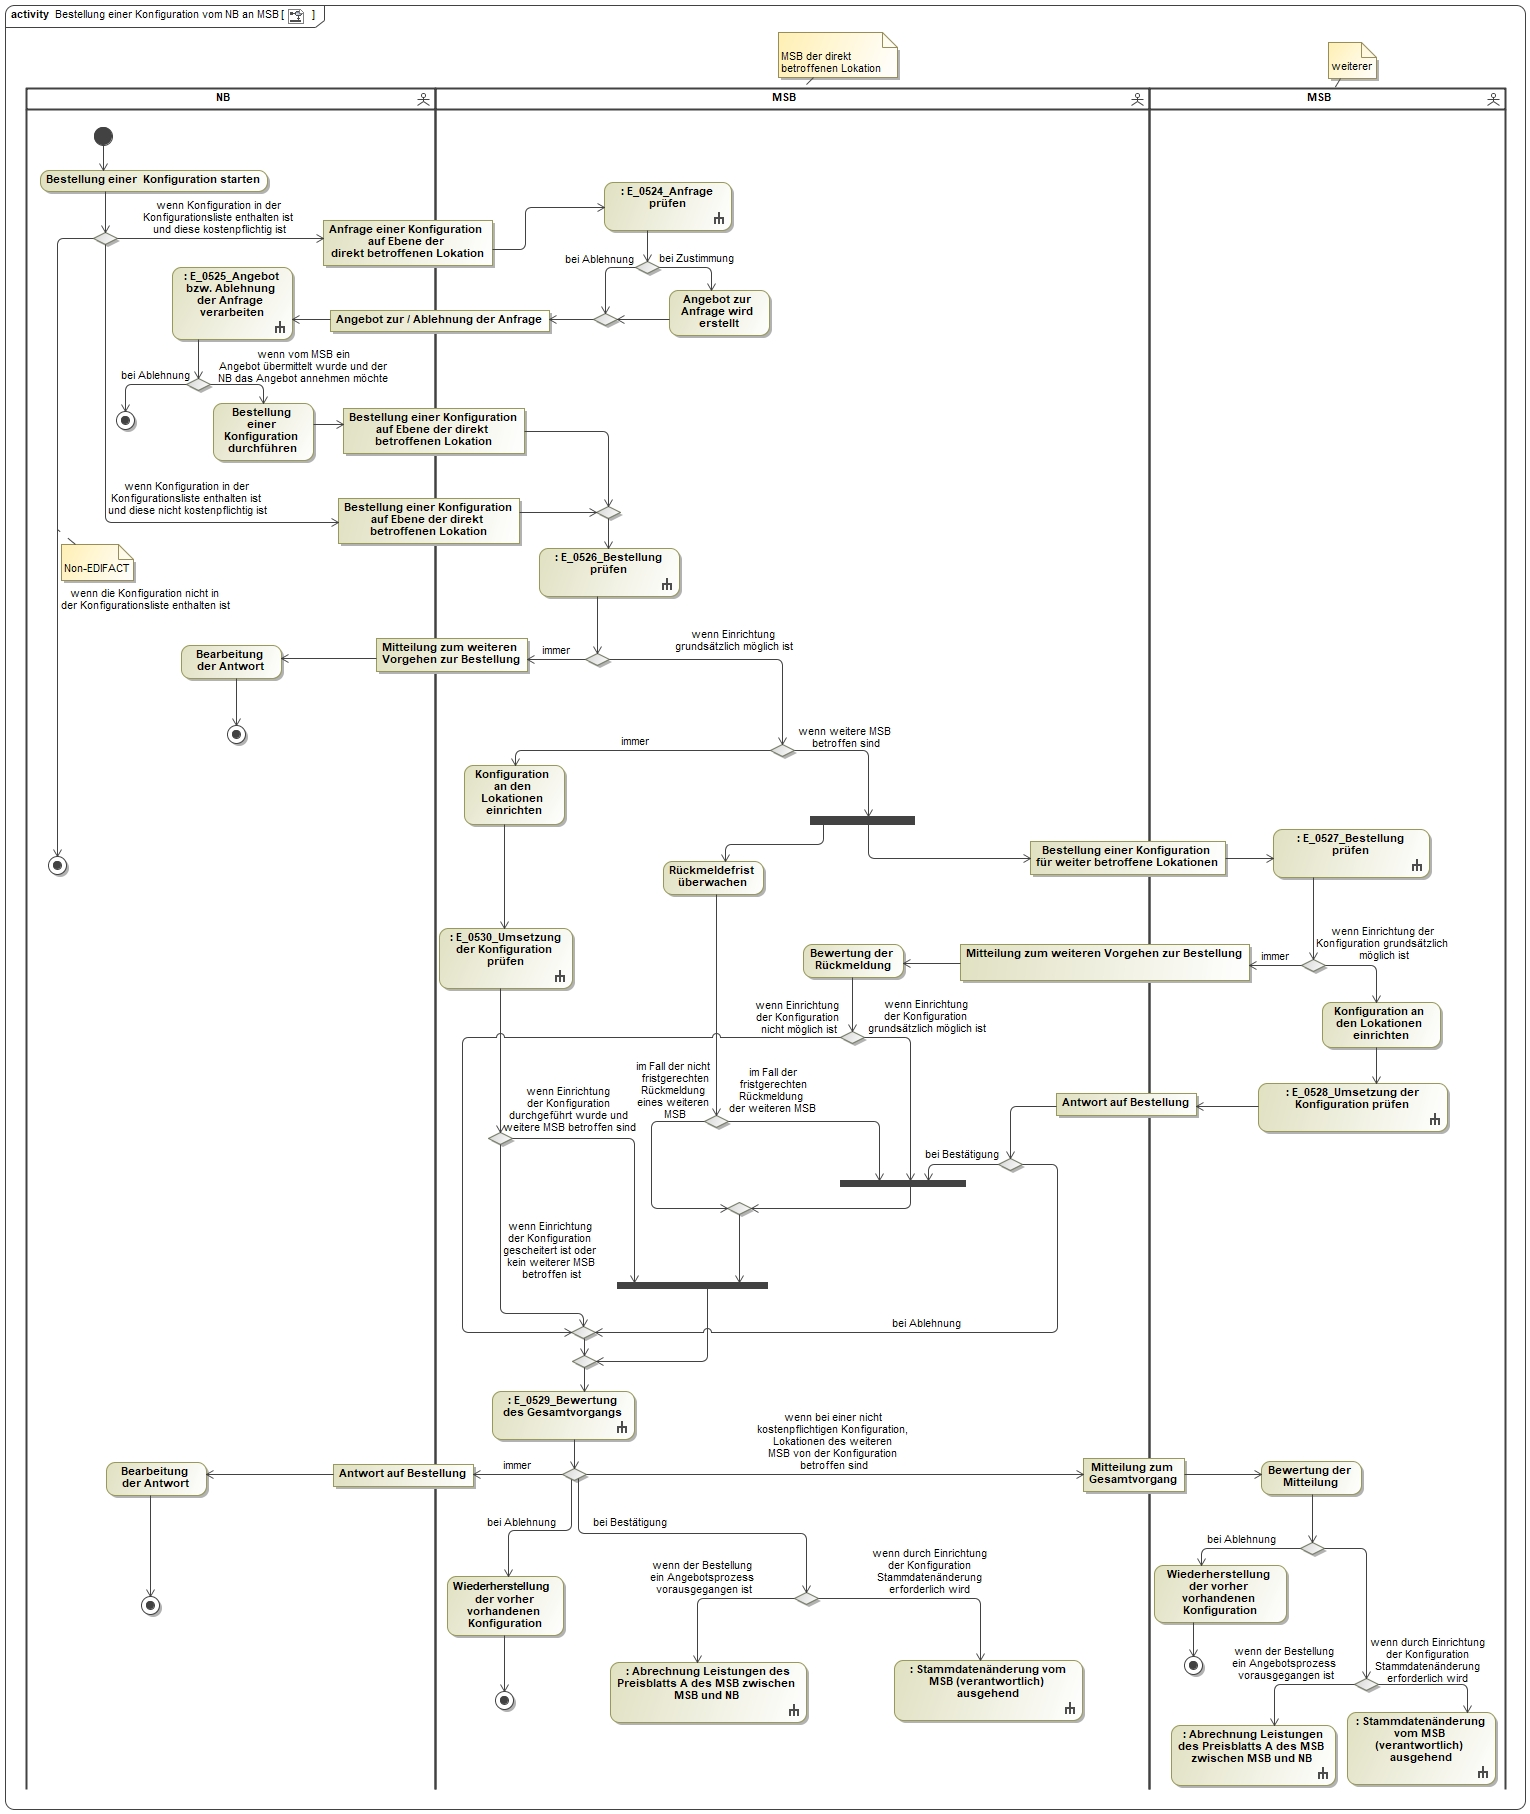 activity Bestellung einer Konfiguration vom NB an MSB [ ]
MSB der direkt
betroffenen Lokation
weiterer
NB
MSB
MSB
Bestellung einer Konfiguration starten
wenn Konfiguration in der
Konfigurationsliste enthalten ist
und diese kostenpflichtig ist
Anfrage einer Konfiguration
auf Ebene der
direkt betroffenen Lokation
: E_0524_Anfrage
prüfen
bei Ablehnung
bei Zustimmung
: E_0525_Angebot
bzw. Ablehnung
der Anfrage
verarbeiten
Angebot zur / Ablehnung der Anfrage
Angebot zur
Anfrage wird
erstellt
bei Ablehnung
wenn vom MSB ein
Angebot übermittelt wurde und der
NB das Angebot annehmen möchte
Bestellung
einer
Konfiguration
durchführen
Bestellung einer Konfiguration
auf Ebene der direkt
betroffenen Lokation
wenn Konfiguration in der
Konfigurationsliste enthalten ist
und diese nicht kostenpflichtig ist
Bestellung einer Konfiguration
auf Ebene der direkt
betroffenen Lokation
Non-EDIFACT
wenn die Konfiguration nicht in
der Konfigurationsliste enthalten ist
: E_0526_Bestellung
prüfen
Bearbeitung
der Antwort
Mitteilung zum weiteren
Vorgehen zur Bestellung
immer
wenn Einrichtung
grundsätzlich möglich ist
immer
wenn weitere MSB
betroffen sind
Konfiguration
an den
Lokationen
einrichten
Rückmeldefrist
überwachen
Bestellung einer Konfiguration
für weiter betroffene Lokationen
: E_0527_Bestellung
prüfen
: E_0530_Umsetzung
der Konfiguration
prüfen
Bewertung der
Rückmeldung
Mitteilung zum weiteren Vorgehen zur Bestellung
immer
wenn Einrichtung der
Konfiguration grundsätzlich
möglich ist
wenn Einrichtung
der Konfiguration
nicht möglich ist
wenn Einrichtung
der Konfiguration
grundsätzlich möglich ist
Konfiguration an
den Lokationen
einrichten
im Fall der nicht
fristgerechten
Rückmeldung
eines weiteren
MSB
im Fall der
fristgerechten
Rückmeldung
der weiteren MSB
wenn Einrichtung
der Konfiguration
durchgeführt wurde und
weitere MSB betroffen sind
Antwort auf Bestellung
: E_0528_Umsetzung der
Konfiguration prüfen
bei Bestätigung
wenn Einrichtung
der Konfiguration
gescheitert ist oder
kein weiterer MSB
betroffen ist
bei Ablehnung
: E_0529_Bewertung
des Gesamtvorgangs
wenn bei einer nicht
kostenpflichtigen Konfiguration,
Lokationen des weiteren
MSB von der Konfiguration
betroffen sind
Bearbeitung
der Antwort
Antwort auf Bestellung
immer
Mitteilung zum
Gesamtvorgang
Bewertung der
Mitteilung
bei Ablehnung
bei Bestätigung
bei Ablehnung
wenn der Bestellung
ein Angebotsprozess
vorausgegangen ist
wenn durch Einrichtung
der Konfiguration
Stammdatenänderung
erforderlich wird
Wiederherstellung
der vorher
vorhandenen
Konfiguration
Wiederherstellung
der vorher
vorhandenen
Konfiguration
: Abrechnung Leistungen des
Preisblatts A des MSB zwischen
MSB und NB
: Stammdatenänderung vom
MSB (verantwortlich)
ausgehend
wenn der Bestellung
ein Angebotsprozess
vorausgegangen ist
wenn durch Einrichtung
der Konfiguration
Stammdatenänderung
erforderlich wird
: Abrechnung Leistungen
des Preisblatts A des MSB
zwischen MSB und NB
: Stammdatenänderung
vom MSB
(verantwortlich)
ausgehend